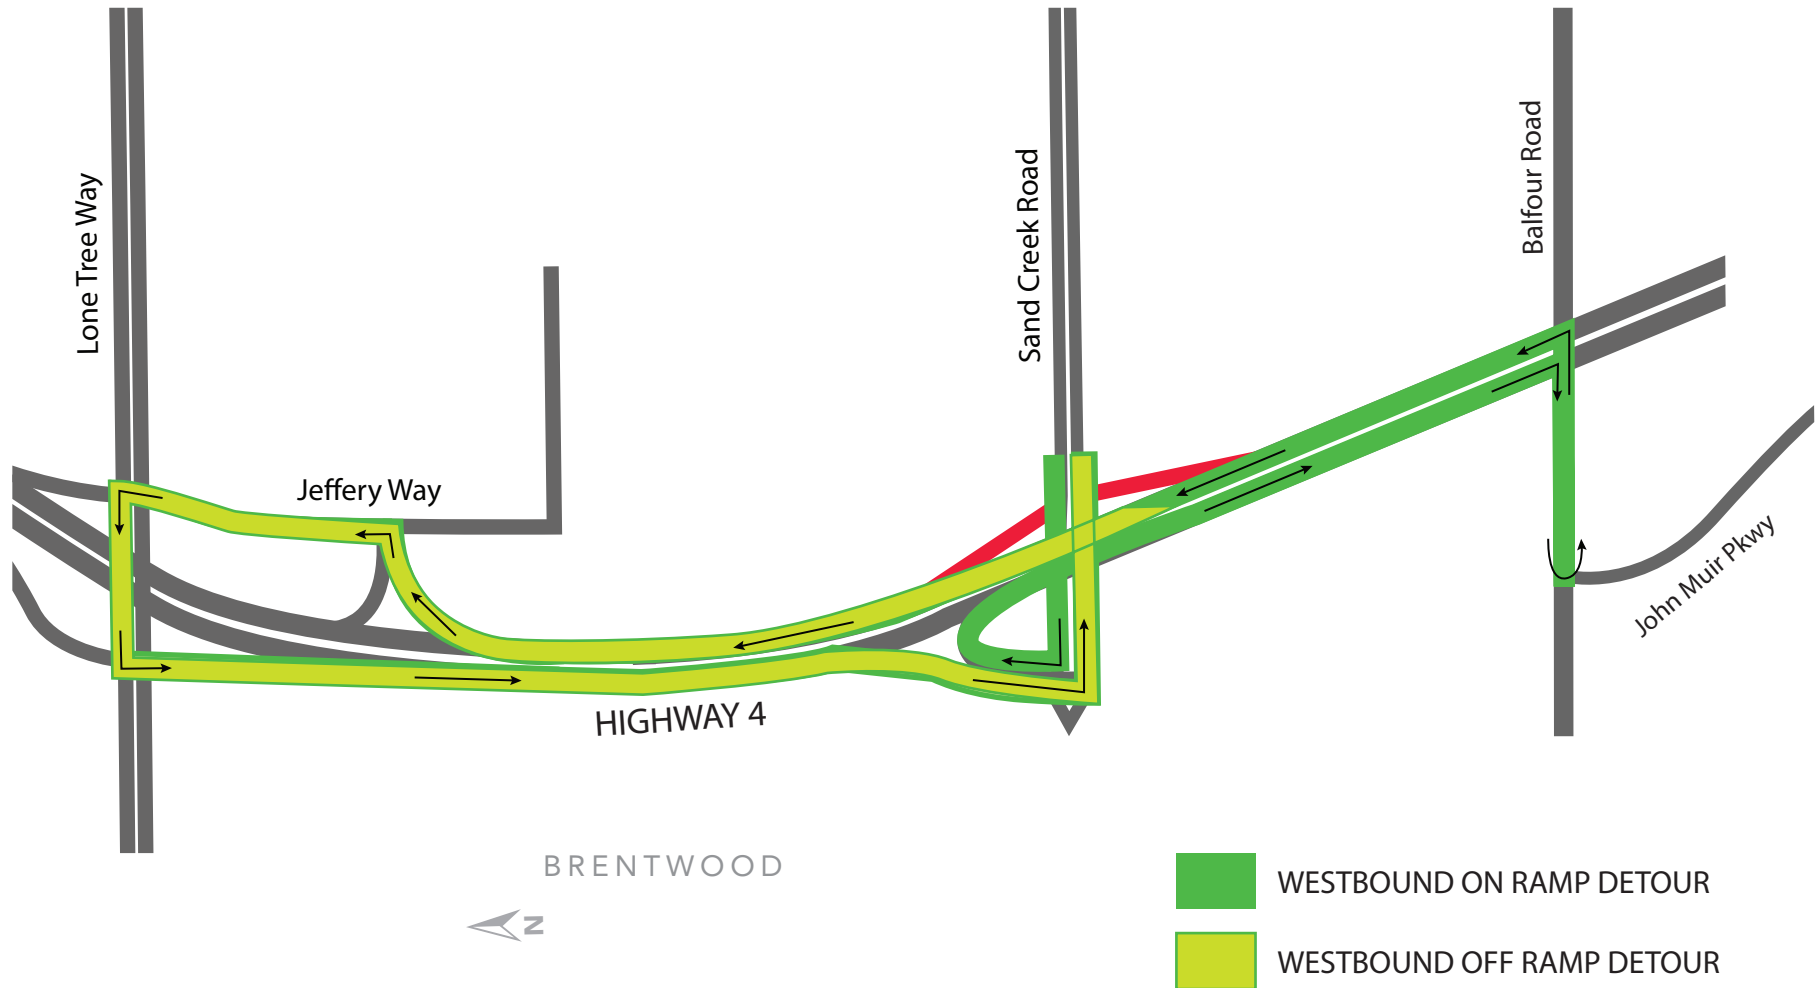 Lone Tree Way
Sand Creek Road
Balfour Road
Jeffery Way
John Muir Pkwy
HIGHWAY 4
BRENTWOOD
N
WESTBOUND ON RAMP DETOUR
WESTBOUND OFF RAMP DETOUR